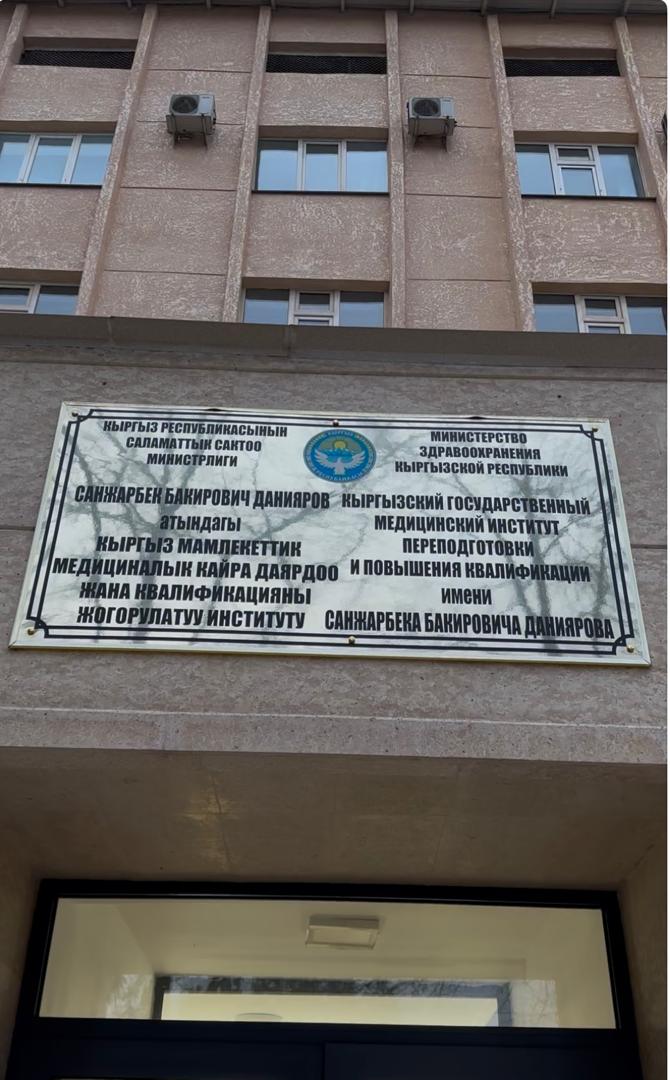 КЫРГЫЗ РЕСПУБЛИКАСЫНЫН
САЛАМАТТЫК САКТОО
МИНИСТРЛИГИ
САНЖАРБЕК БАКИРОВИЧ ДАНИЯРОВ
атындагы
КЫРГЫЗ МАМЛЕКЕТТИК
МЕДИЦИНАЛЫК КАЙРА ДАЯРДОО
ЖАНА КВАЛИФИКАЦИЯНЫ
ЖОГОРУЛАТУУ ИНСТИТУТУ
МИНИСТЕРСТВО
ЗДРАВООХРАНЕНИЯ
КЫРГЫЗСКОЙ РЕСПУБЛИКИ
КЫРГЫЗСКИЙ ГОСУДАРСТВЕННЫЙ
МЕДИЦИНСКИЙ ИНСТИТУТ
ПЕРЕПОДГОТОВКИ
И ПОВЫШЕНИЯ КВАЛИФИКАЦИИ
имени
САНЖАРБЕКА БАКИРОВИЧА ДАНИЯРОВА